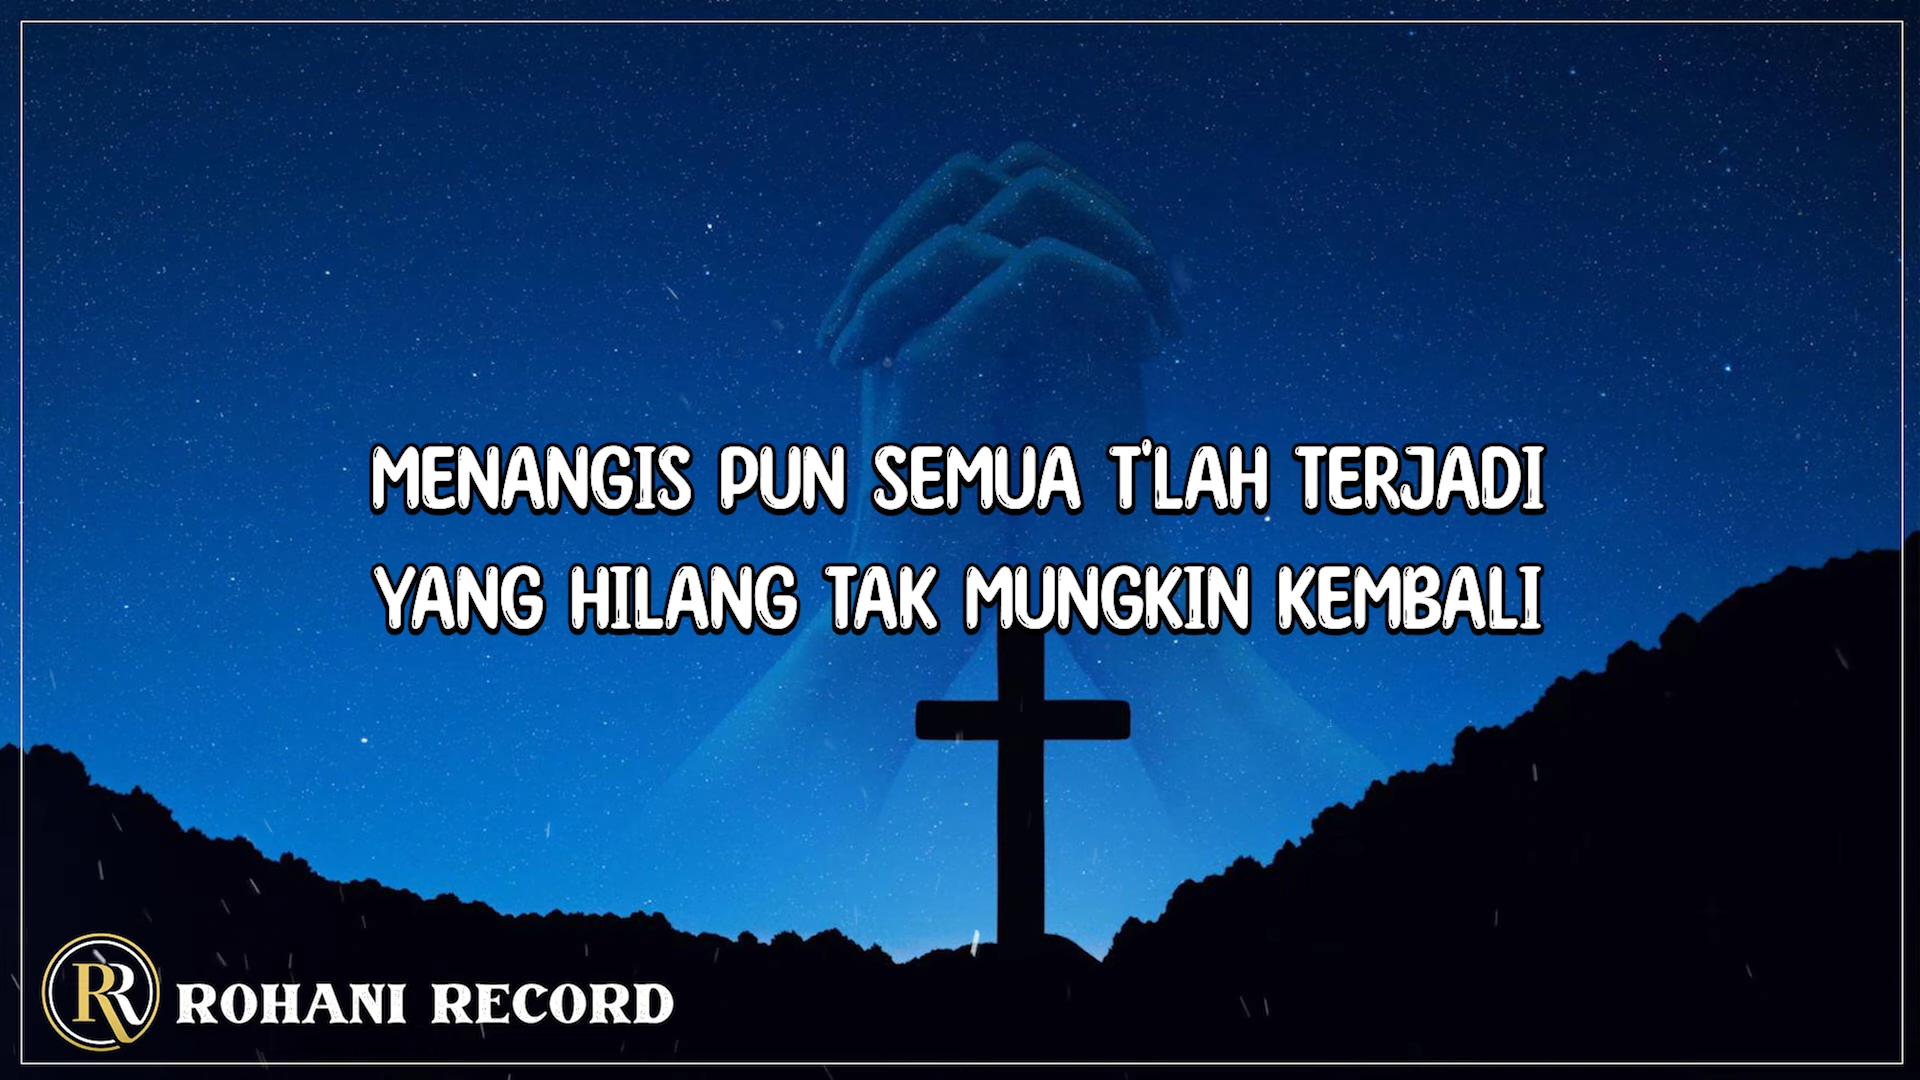 MENANGIS PUN SEMUA T'LAH TERJADI
YANG HILANG TAK MUNGKIN KEMBALI
RR ROHANI RECORD